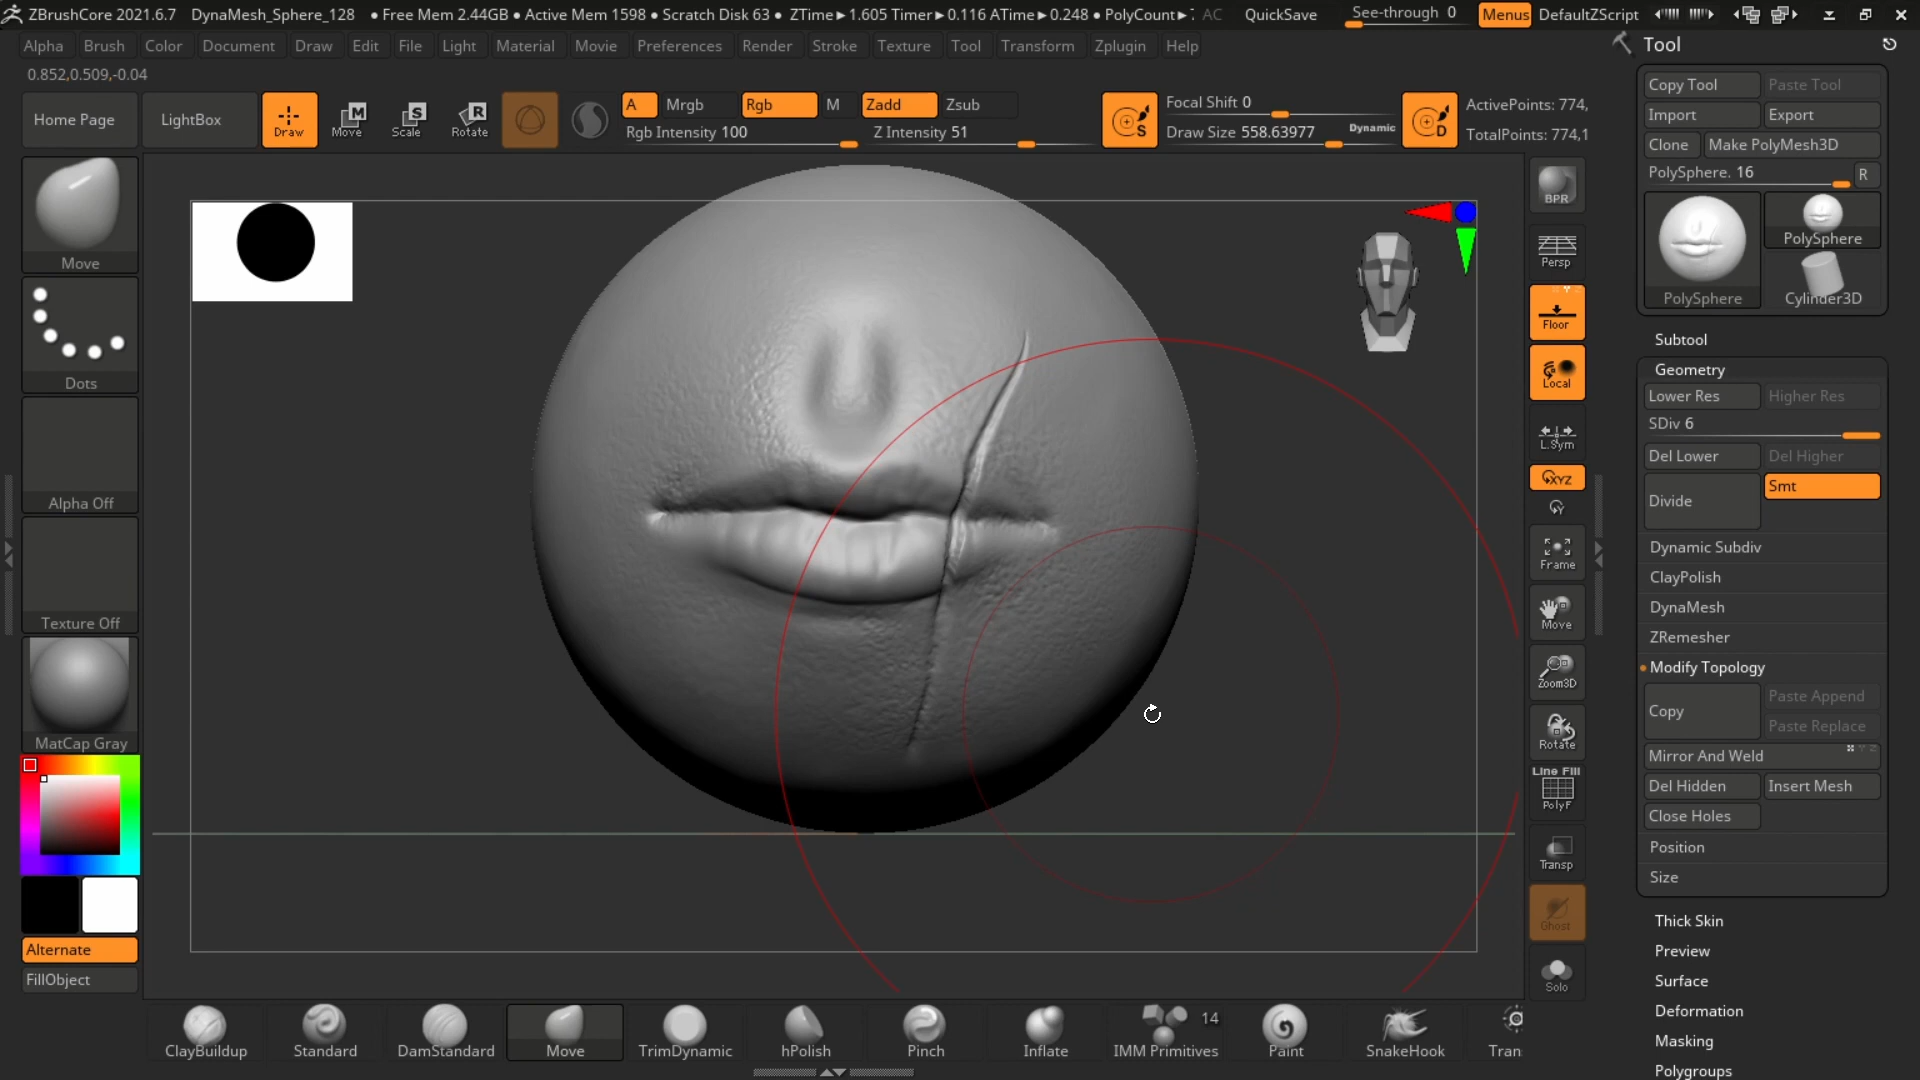 ZBrushCore 2021.6.7 DynaMesh_Sphere_128 • Free Mem 2.44GB • Active Mem 1598 • Scratch Disk 63 • ZTime►1.605 Timer►0.116 ATime►0.248 • PolyCount► AC QuickSave See-through 0 Menus DefaultZScript
Alpha Brush Color Document Draw Edit File Light Material Movie Preferences Render Stroke Texture Tool Transform Zplugin Help
Tool
0.852,0.509,-0.04
Home Page
LightBox
Draw
Move
Scale
Rotate
A Mrgb Rgb M Zadd Zsub
Rgb Intensity 100
Z Intensity 51
S
Focal Shift 0
Draw Size 558.63977 Dynamic
D
ActivePoints: 774,
TotalPoints: 774,1
Move
Dots
Alpha Off
Texture Off
MatCap Gray
Alternate
FillObject
BPR
Persp
Floor
Local
L.Sym
XYZ
Y
Frame
Move
Zoom3D
Rotate
Line Fill
PolyF
Transp
Ghost
Solo
Copy Tool Paste Tool
Import Export
Clone Make PolyMesh3D
PolySphere. 16 R
PolySphere
PolySphere
Cylinder3D
Subtool
Geometry
Lower Res Higher Res
SDiv 6
Del Lower Del Higher
Divide
Smt
Dynamic Subdiv
ClayPolish
DynaMesh
ZRemesher
Modify Topology
Copy
Paste Append
Paste Replace
Mirror And Weld
Del Hidden Insert Mesh
Close Holes
Position
Size
Thick Skin
Preview
Surface
Deformation
Masking
Polygroups
ClayBuildup Standard DamStandard Move TrimDynamic hPolish Pinch Inflate IMM Primitives 14 Paint SnakeHook Tran